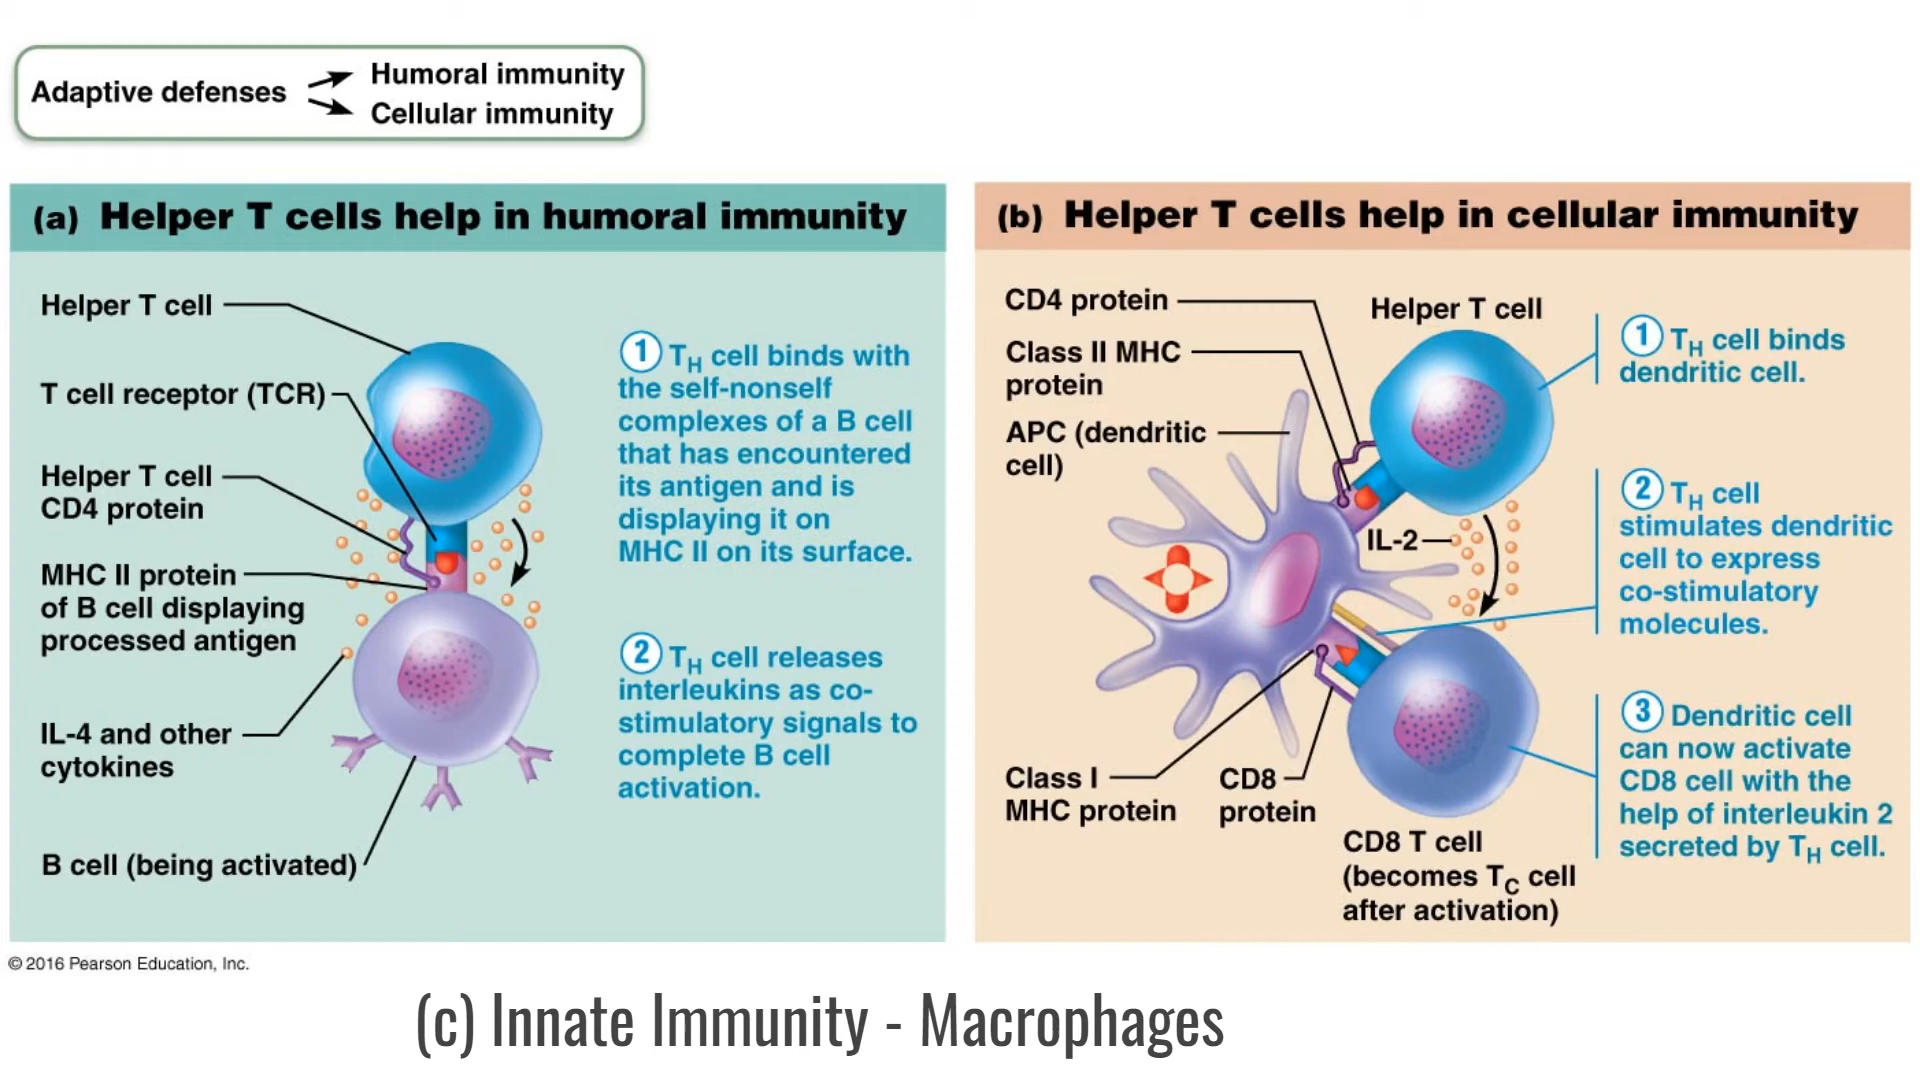 Adaptive defenses
Humoral immunity
Cellular immunity
(a) Helper T cells help in humoral immunity
Helper T cell
T cell receptor (TCR)
Helper T cell
CD4 protein
MHC II protein
of B cell displaying
processed antigen
IL-4 and other
cytokines
B cell (being activated)
1 TH cell binds with
the self-nonself
complexes of a B cell
that has encountered
its antigen and is
displaying it on
MHC II on its surface.
2 TH cell releases
interleukins as co-
stimulatory signals to
complete B cell
activation.
(b) Helper T cells help in cellular immunity
CD4 protein
Class II MHC
protein
APC (dendritic
cell)
Helper T cell
IL-2
Class I
MHC protein
CD8
protein
CD8 T cell
(becomes TC cell
after activation)
1 TH cell binds
dendritic cell.
2 TH cell
stimulates dendritic
cell to express
co-stimulatory
molecules.
3 Dendritic cell
can now activate
CD8 cell with the
help of interleukin 2
secreted by TH cell.
© 2016 Pearson Education, Inc.
(c) Innate Immunity - Macrophages